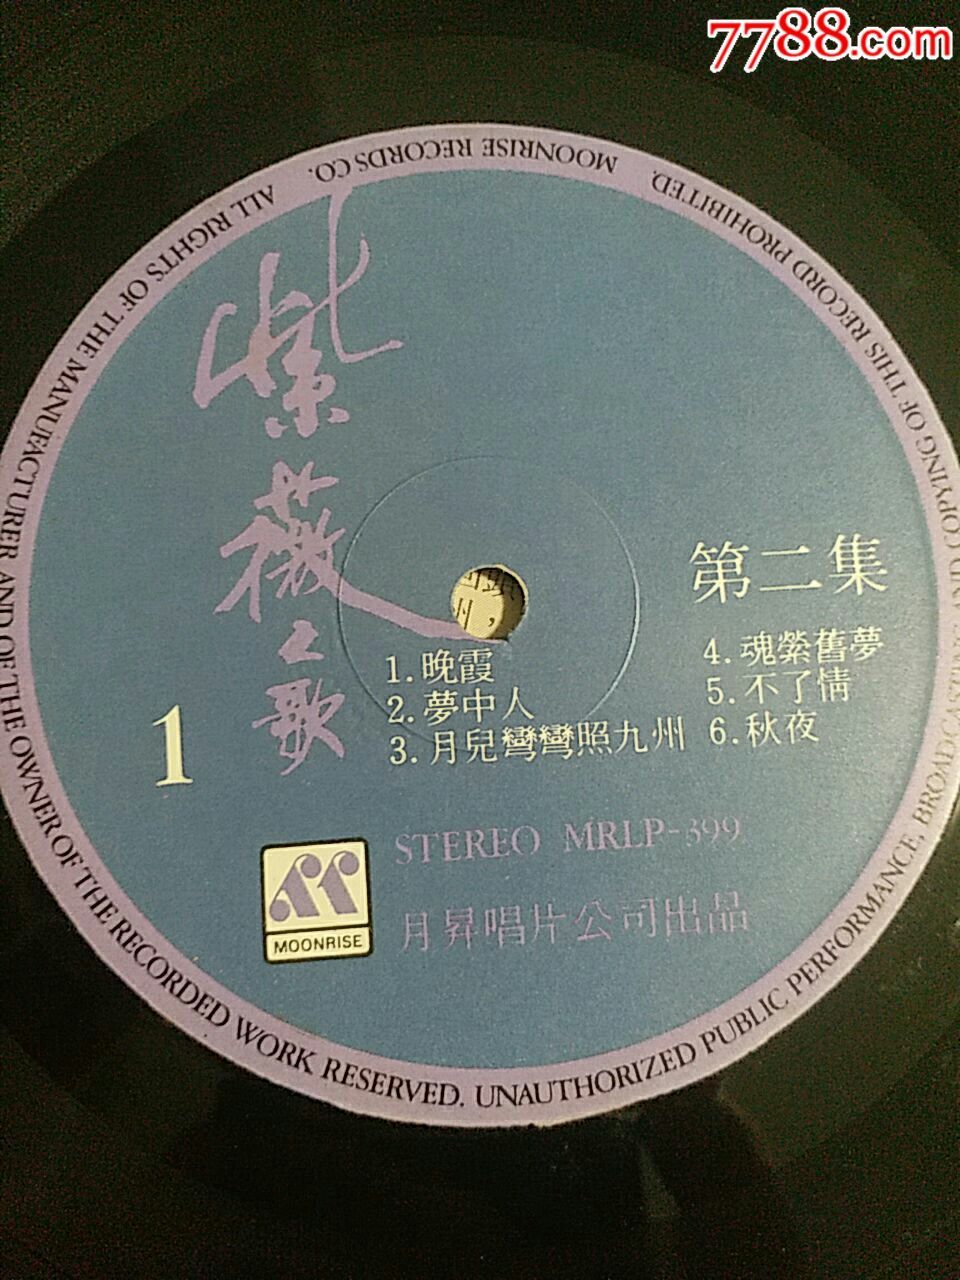 7788.com
MOONRISE RECORDS CO.
ALL RIGHTS OF THE MANUFACTURER AND OF THE OWNER OF THE RECORDED WORK RESERVED. UNAUTHORIZED PUBLIC PERFORMANCE, BROADCASTING AND COPYING OF THIS RECORD PROHIBITED.
紫薇之歌
第二集
1
1.晚霞
2.夢中人
3.月兒彎彎照九州
4.魂縈舊夢
5.不了情
6.秋夜
STEREO MRLP-399
MOONRISE
月昇唱片公司出品